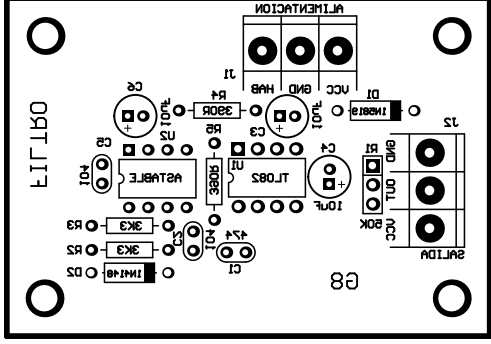 ALIMENTACION
J1
HAB GND VCC
C6
R4
390R
10uF
10uF
D1
1N5819
J2
FILTRO
C5
104
U2
ASTABLE
R5
390R
C3
U1
TL082
C4
10uF
R1
50K
GND
OUT
VCC
SALIDA
R3 3K3
R2 3K3
D2 1N4148
C2
104
474
C1
G8